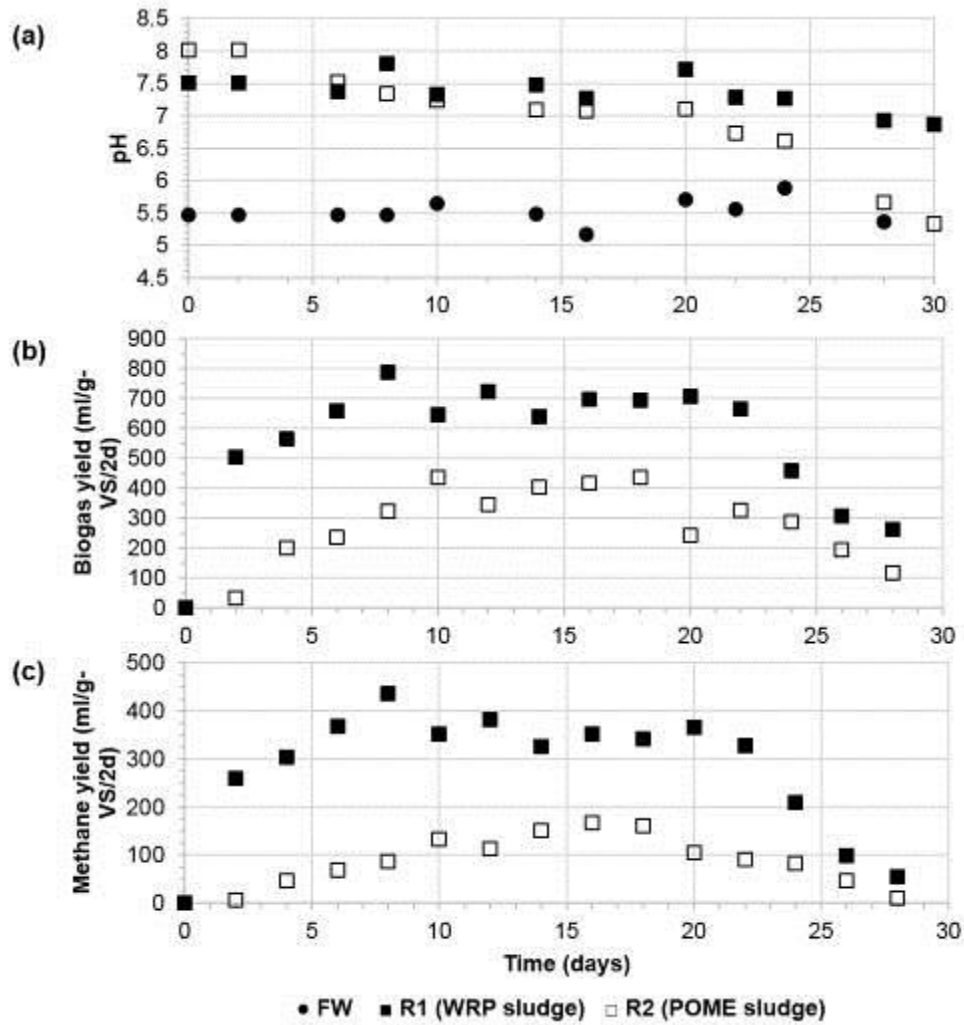 (a)
pH
8.5
8
7.5
7
6.5
6
5.5
5
4.5
0 5 10 15 20 25 30
(b)
Biogas yield (ml/g-
VS/2d)
900
800
700
600
500
400
300
200
100
0
0 5 10 15 20 25 30
(c)
Methane yield (ml/g-
VS/2d)
500
400
300
200
100
0
0 5 10 15 20 25 30
Time (days)
FW R1 (WRP sludge) R2 (POME sludge)